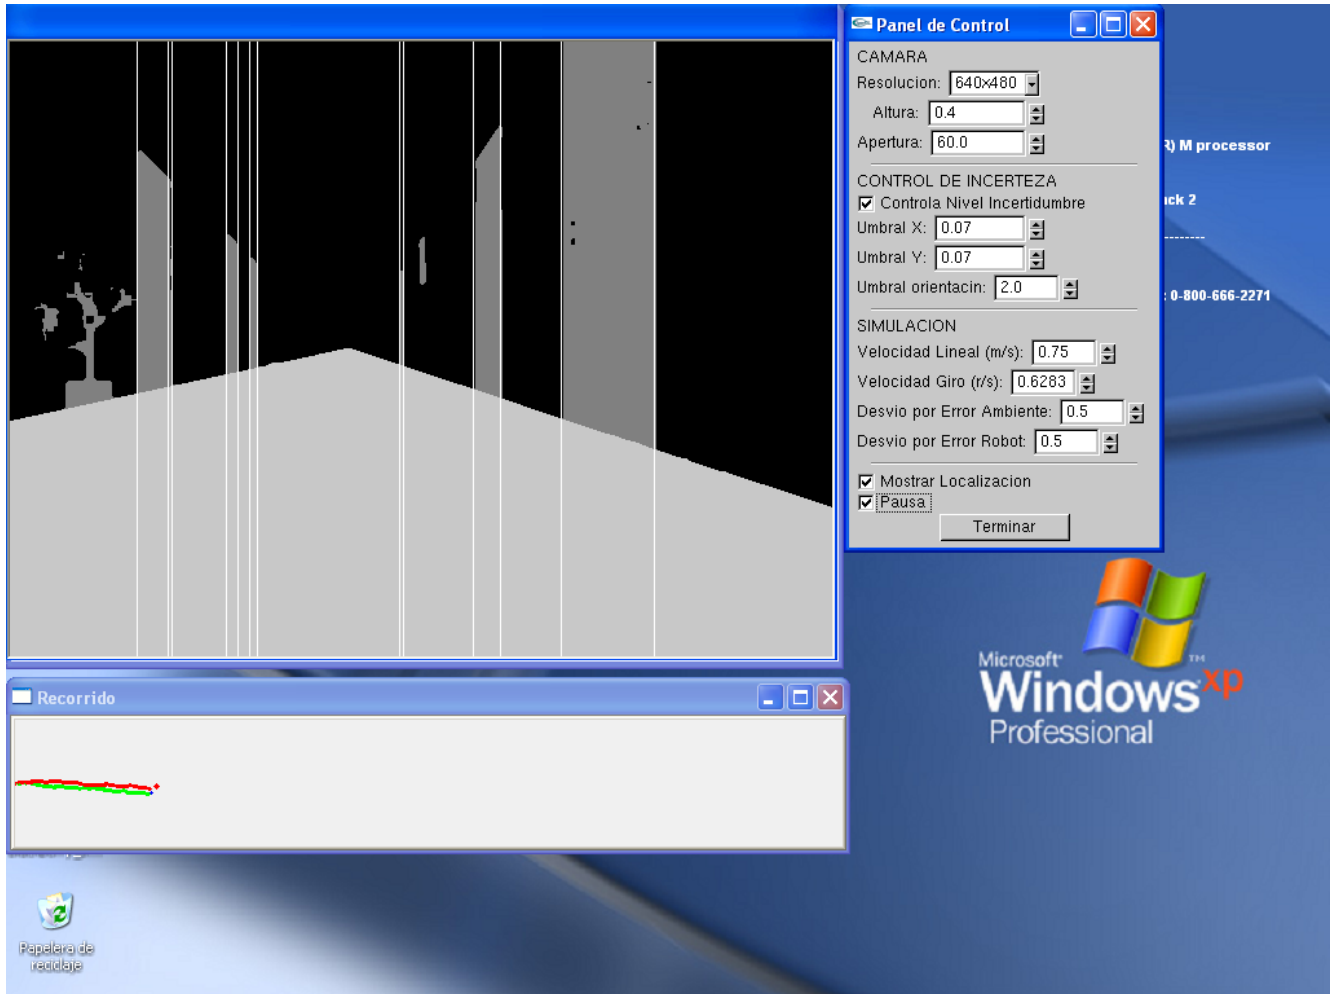 Panel de Control
CAMARA
Resolucion: 640x480
Altura: 0.4
Apertura: 60.0
CONTROL DE INCERTEZA
Controla Nivel Incertidumbre
Umbral X: 0.07
Umbral Y: 0.07
Umbral orientacin: 2.0
SIMULACION
Velocidad Lineal (m/s): 0.75
Velocidad Giro (r/s): 0.6283
Desvio por Error Ambiente: 0.5
Desvio por Error Robot: 0.5
Mostrar Localizacion
Pausa
Terminar
R) M processor
ack 2
--------
: 0-800-666-2271
Microsoft
Windows xp
TM
Professional
Recorrido
Papelera de
reciclaje